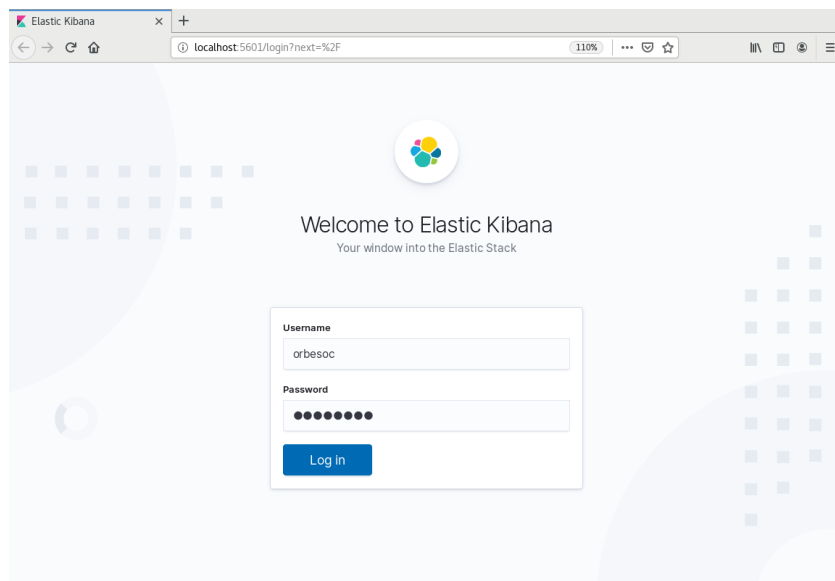 Elastic Kibana
localhost:5601/login?next=%2F
110%
Welcome to Elastic Kibana
Your window into the Elastic Stack
Username
orbesoc
Password
Log in